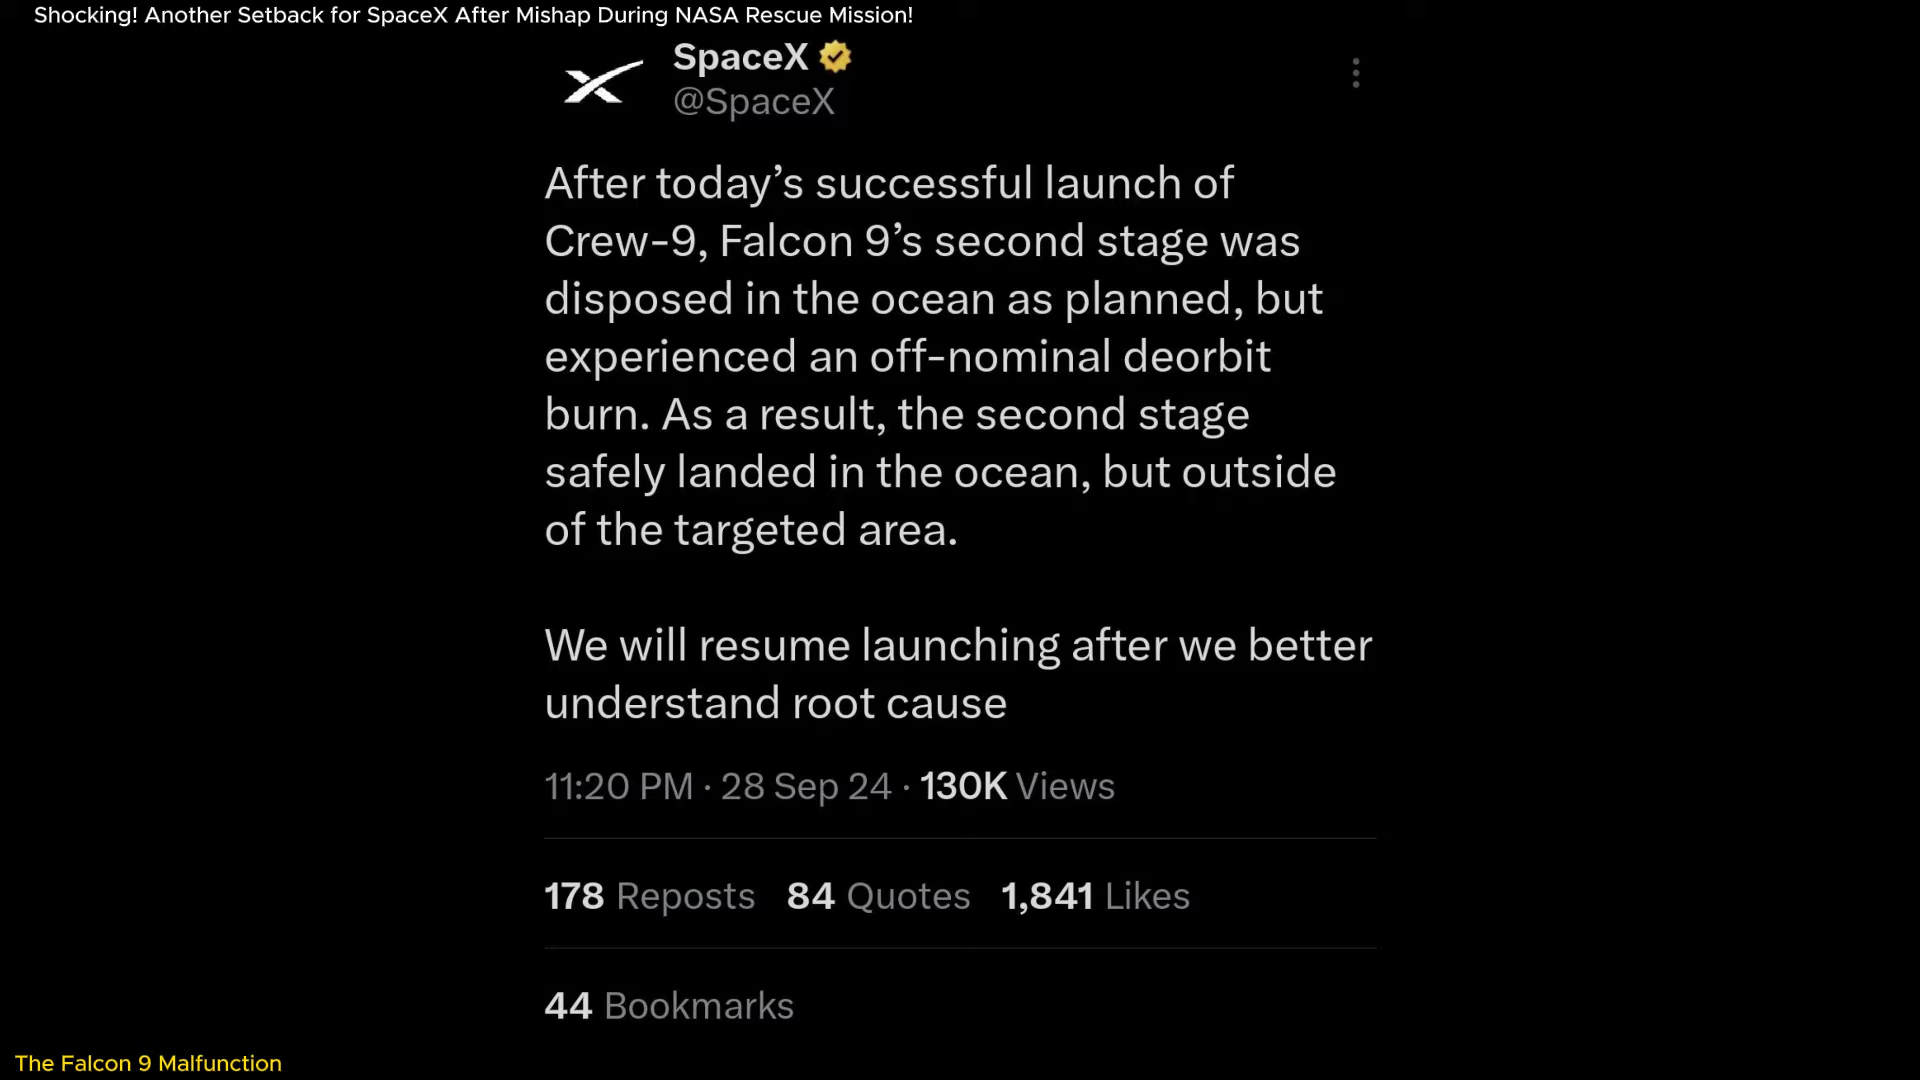 Shocking! Another Setback for SpaceX After Mishap During NASA Rescue Mission!
SpaceX
@SpaceX
After today’s successful launch of
Crew-9, Falcon 9’s second stage was
disposed in the ocean as planned, but
experienced an off-nominal deorbit
burn. As a result, the second stage
safely landed in the ocean, but outside
of the targeted area.
We will resume launching after we better
understand root cause
11:20 PM · 28 Sep 24 · 130K Views
178 Reposts 84 Quotes 1,841 Likes
44 Bookmarks
The Falcon 9 Malfunction